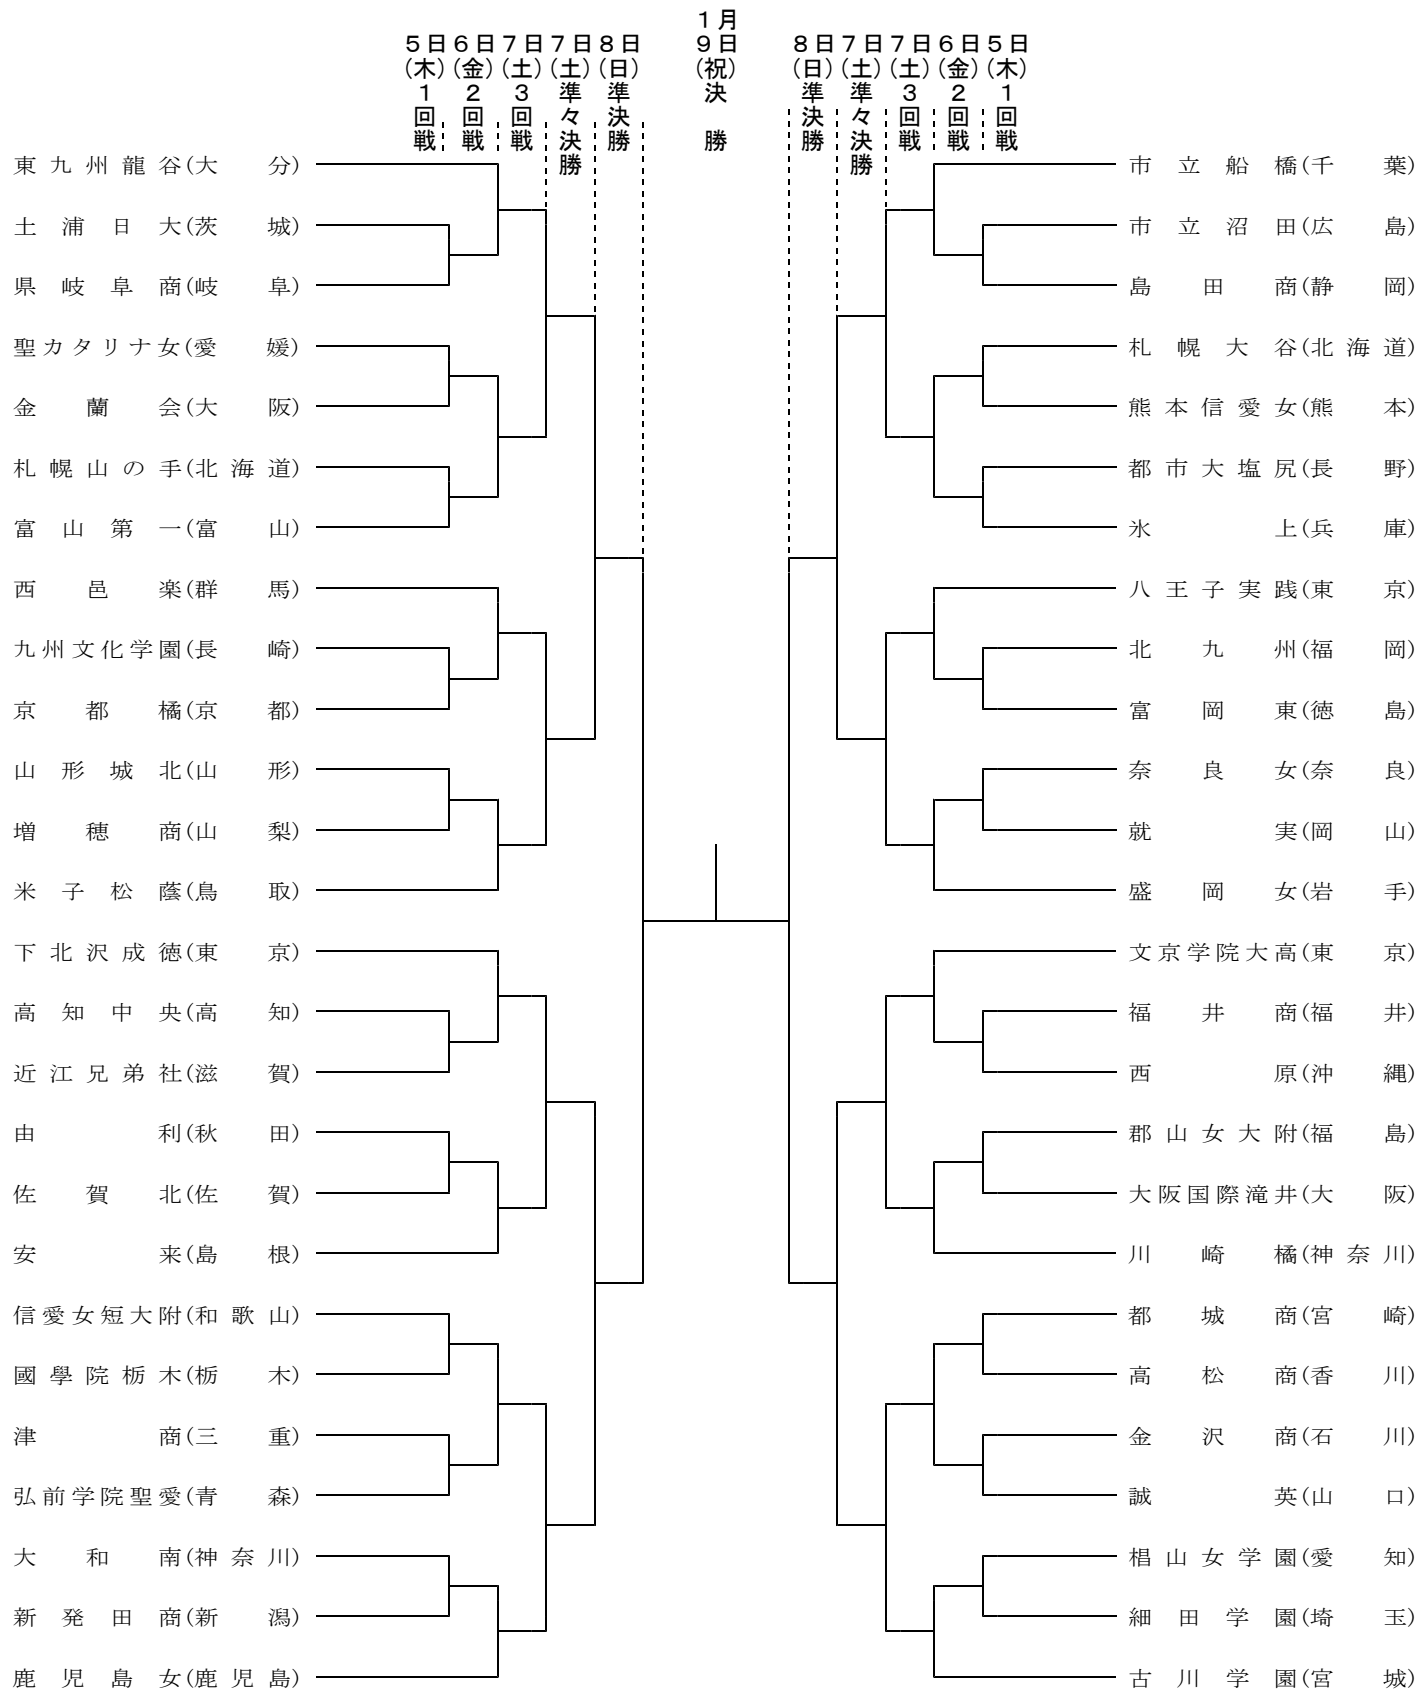 1月
9日
(祝)
決
勝
5日 6日 7日 7日 8日 8日 7日 7日 6日 5日
(木) (金) (土) (土) (日) (日) (土) (土) (金) (木)
1回戦 2回戦 3回戦 準々決勝 準決勝 準決勝 準々決勝 3回戦 2回戦 1回戦
東九州龍谷(大分) 市立船橋(千葉)
土浦日大(茨城) 市立沼田(広島)
県岐阜商(岐阜) 島田商(静岡)
聖カタリナ女(愛媛) 札幌大谷(北海道)
金蘭会(大阪) 熊本信愛女(熊本)
札幌山の手(北海道) 都市大塩尻(長野)
富山第一(富山) 氷上(兵庫)
西邑楽(群馬) 八王子実践(東京)
九州文化学園(長崎) 北九州(福岡)
京都橘(京都) 富岡東(徳島)
山形城北(山形) 奈良女(奈良)
増穂商(山梨) 就実(岡山)
米子松蔭(鳥取) 盛岡女(岩手)
下北沢成徳(東京) 文京学院大高(東京)
高知中央(高知) 福井商(福井)
近江兄弟社(滋賀) 西原(沖縄)
由利(秋田) 郡山女大附(福島)
佐賀北(佐賀) 大阪国際滝井(大阪)
安来(島根) 川崎橘(神奈川)
信愛女短大附(和歌山) 都城商(宮崎)
國學院栃木(栃木) 高松商(香川)
津商(三重) 金沢商(石川)
弘前学院聖愛(青森) 誠英(山口)
大和南(神奈川) 椙山女学園(愛知)
新発田商(新潟) 細田学園(埼玉)
鹿児島女(鹿児島) 古川学園(宮城)